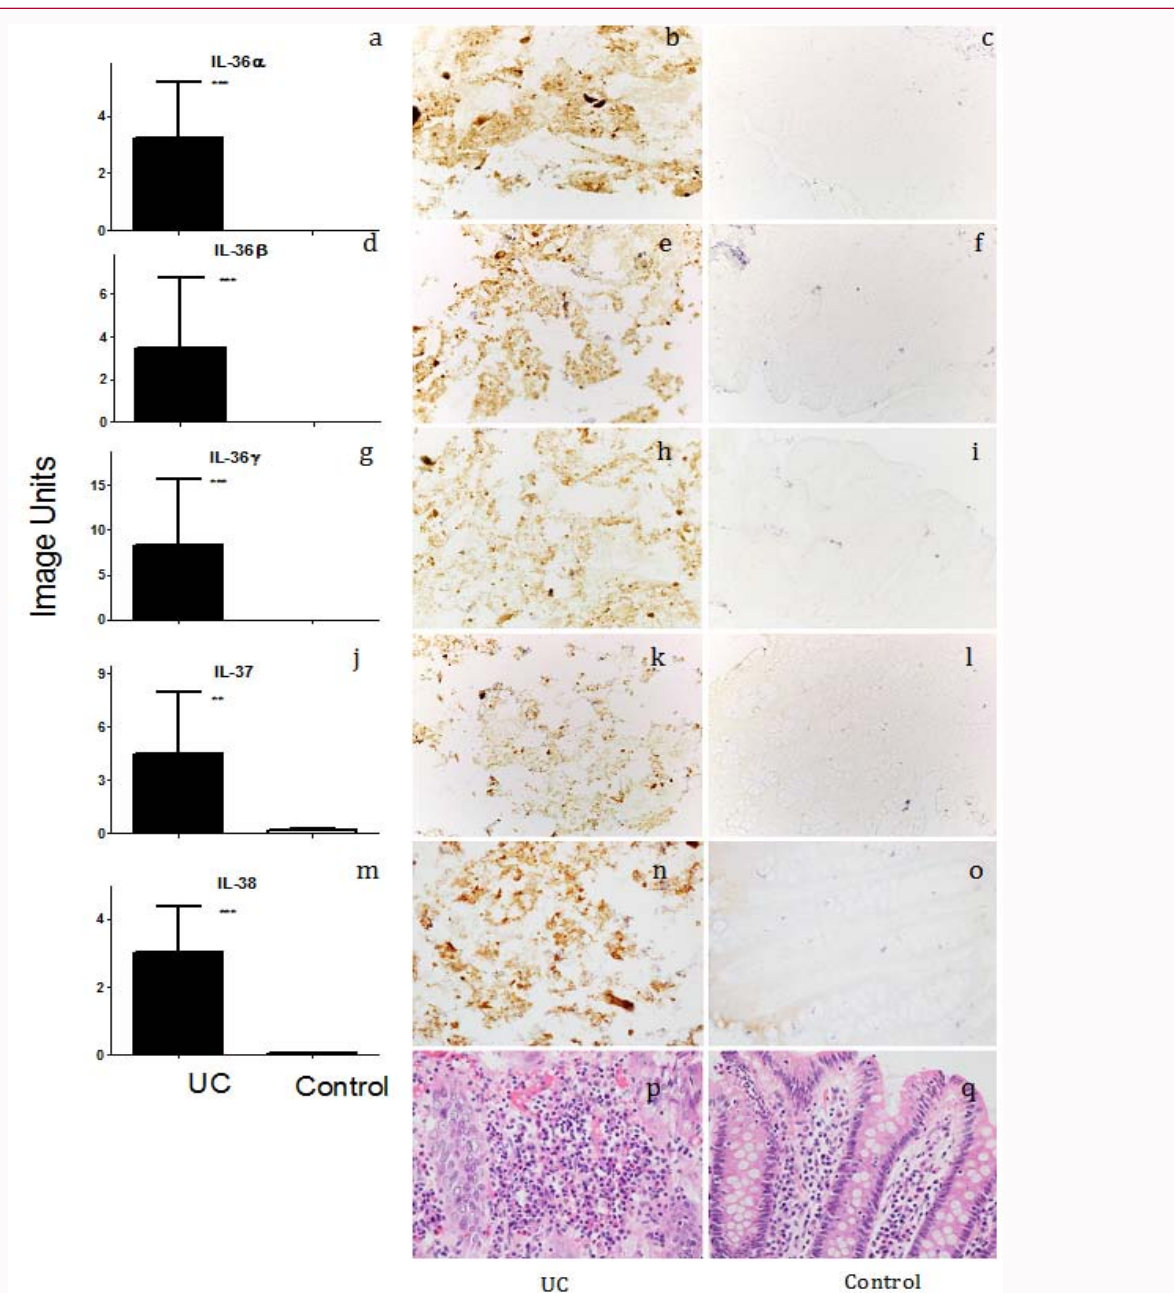 a b c
IL-36α
***
4
2
0
d e f
IL-36β
***
6
4
2
0
g h i
IL-36γ
***
15
10
5
0
Image Units
j k l
IL-37
**
9
6
3
0
m n o
IL-38
***
4
2
0
UC Control
p q
UC Control